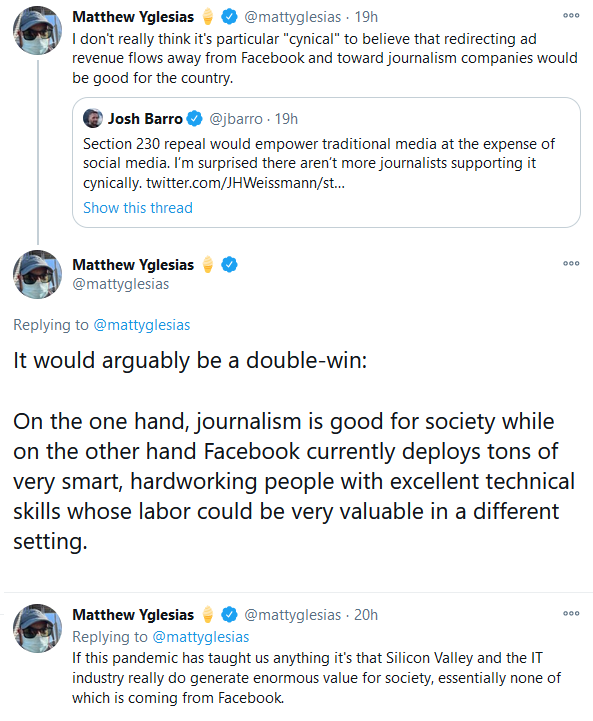 Matthew Yglesias 🍦 @mattyglesias · 19h
I don't really think it's particular "cynical" to believe that redirecting ad
revenue flows away from Facebook and toward journalism companies would
be good for the country.
Josh Barro @jbarro · 19h
Section 230 repeal would empower traditional media at the expense of
social media. I'm surprised there aren't more journalists supporting it
cynically. twitter.com/JHWeissmann/st...
Show this thread
Matthew Yglesias 🍦
@mattyglesias
Replying to @mattyglesias
It would arguably be a double-win:
On the one hand, journalism is good for society while
on the other hand Facebook currently deploys tons of
very smart, hardworking people with excellent technical
skills whose labor could be very valuable in a different
setting.
Matthew Yglesias 🍦 @mattyglesias · 20h
Replying to @mattyglesias
If this pandemic has taught us anything it's that Silicon Valley and the IT
industry really do generate enormous value for society, essentially none of
which is coming from Facebook.